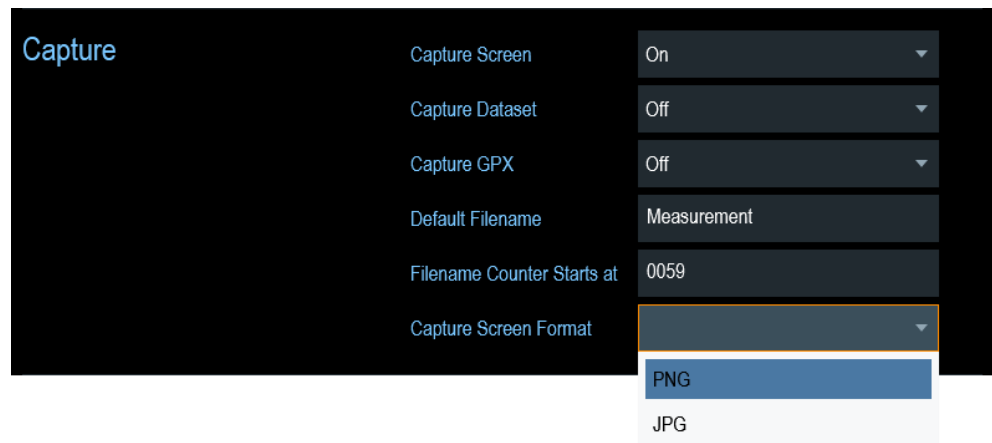 Capture
Capture Screen On
Capture Dataset Off
Capture GPX Off
Default Filename Measurement
Filename Counter Starts at 0059
Capture Screen Format
PNG
JPG